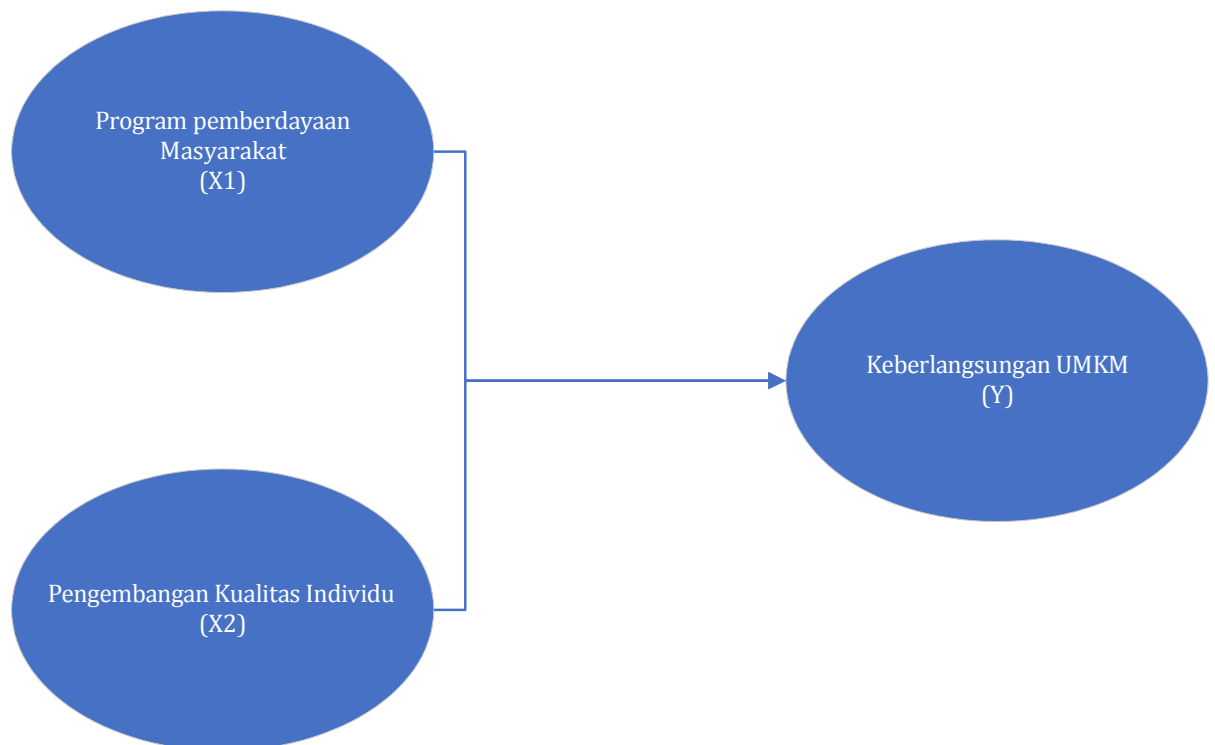 Program pemberdayaan
Masyarakat
(X1)
Keberlangsungan UMKM
(Y)
Pengembangan Kualitas Individu
(X2)